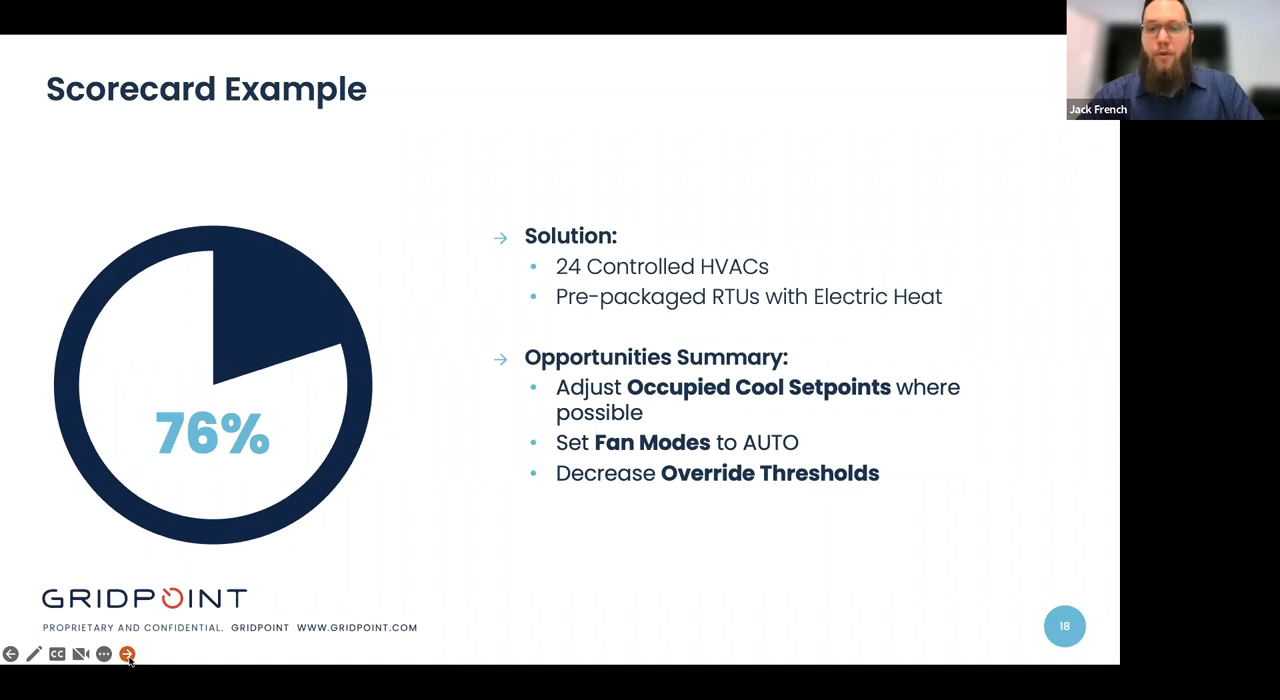 Scorecard Example
Jack French
Solution:
24 Controlled HVACs
Pre-packaged RTUs with Electric Heat
Opportunities Summary:
Adjust Occupied Cool Setpoints where
possible
Set Fan Modes to AUTO
Decrease Override Thresholds
76%
GRIDPOINT
PROPRIETARY AND CONFIDENTIAL. GRIDPOINT WWW.GRIDPOINT.COM
18
CC